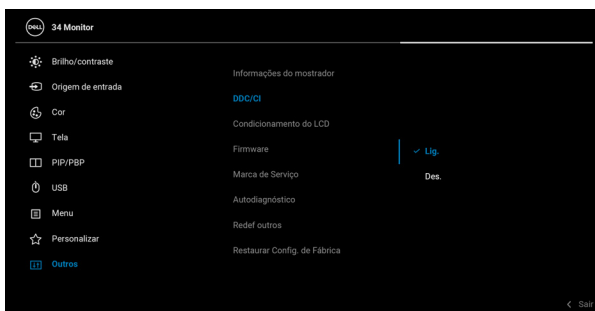 DELL 34 Monitor
Brilho/contraste
Origem de entrada
Cor
Tela
PIP/PBP
USB
Menu
Personalizar
Outros
Informações do mostrador
DDC/CI
Condicionamento do LCD
Firmware
Marca de Serviço
Autodiagnóstico
Redef outros
Restaurar Config. de Fábrica
Lig.
Des.
Sair